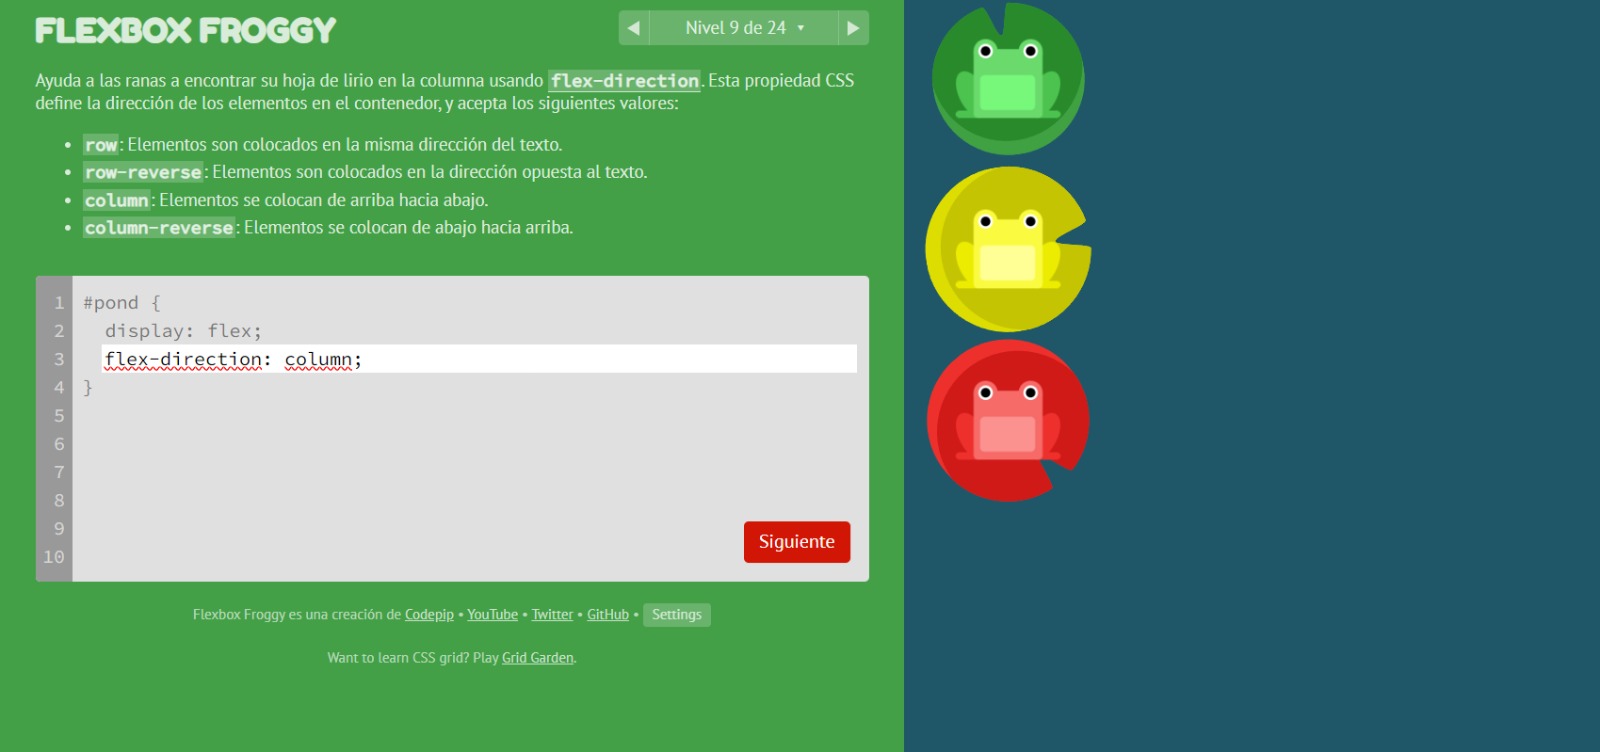 FLEXBOX FROGGY
Nivel 9 de 24
Ayuda a las ranas a encontrar su hoja de lirio en la columna usando flex-direction. Esta propiedad CSS
define la dirección de los elementos en el contenedor, y acepta los siguientes valores:
• row: Elementos son colocados en la misma dirección del texto.
• row-reverse: Elementos son colocados en la dirección opuesta al texto.
• column: Elementos se colocan de arriba hacia abajo.
• column-reverse: Elementos se colocan de abajo hacia arriba.
1 #pond {
2 display: flex;
3 flex-direction: column;
4 }
5
6
7
8
9
10
Siguiente
Flexbox Froggy es una creación de Codepip • YouTube • Twitter • GitHub • Settings
Want to learn CSS grid? Play Grid Garden.